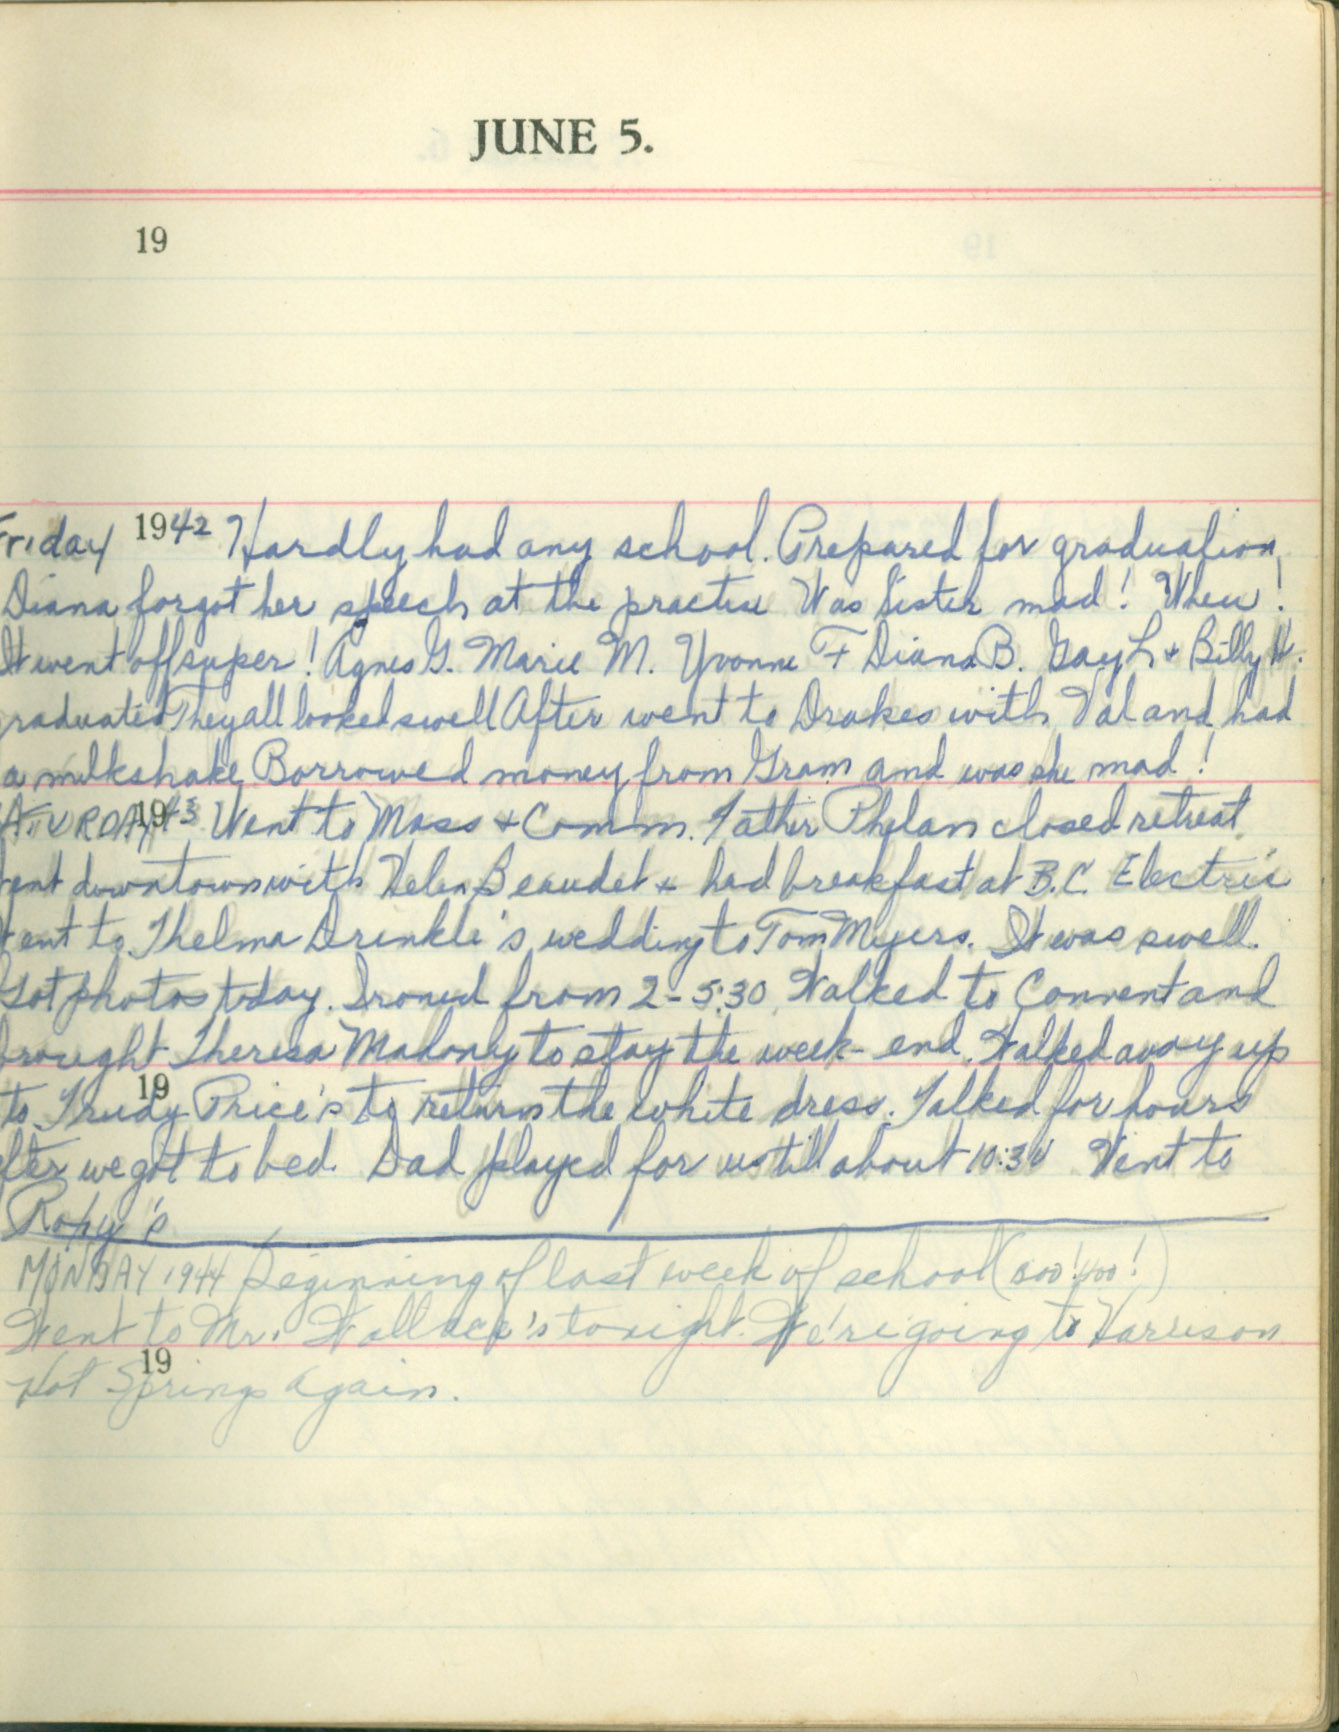 JUNE 5.
19
Friday 1942 Hardly had any school. Prepared for graduation,
Diana forgot her speech at the practise Was Sister mad! Whew!
It went off super! Agnes G. Marie M. Yvonne F Diana B. Gay L + Billy H.
graduated They all looked swell After went to Drakes with Val and had
a milkshake. Borrowed money from Gram and was she mad!
SATURDAY 1943 Went to Mass + Comm. Father Phelan closed retreat
Went downtown with Helen Beaudet + had breakfast at B.C. Electric
Went to Thelma Drinkle's wedding to Tom Myers. It was swell.
Got photos today. Ironed from 2-5:30. Walked to Convent and
brought Theresa Mahony to stay the week-end. Walked away up
19
to Trudy Price's to return the white dress. Talked for hours
after we got to bed. Dad played for us till about 10:30 Went to
MONDAY 1944 Beginning of last week of school (boo! hoo!)
Went to Mr. Wallace's tonight. We're going to Harrison
19
Hot Springs again.